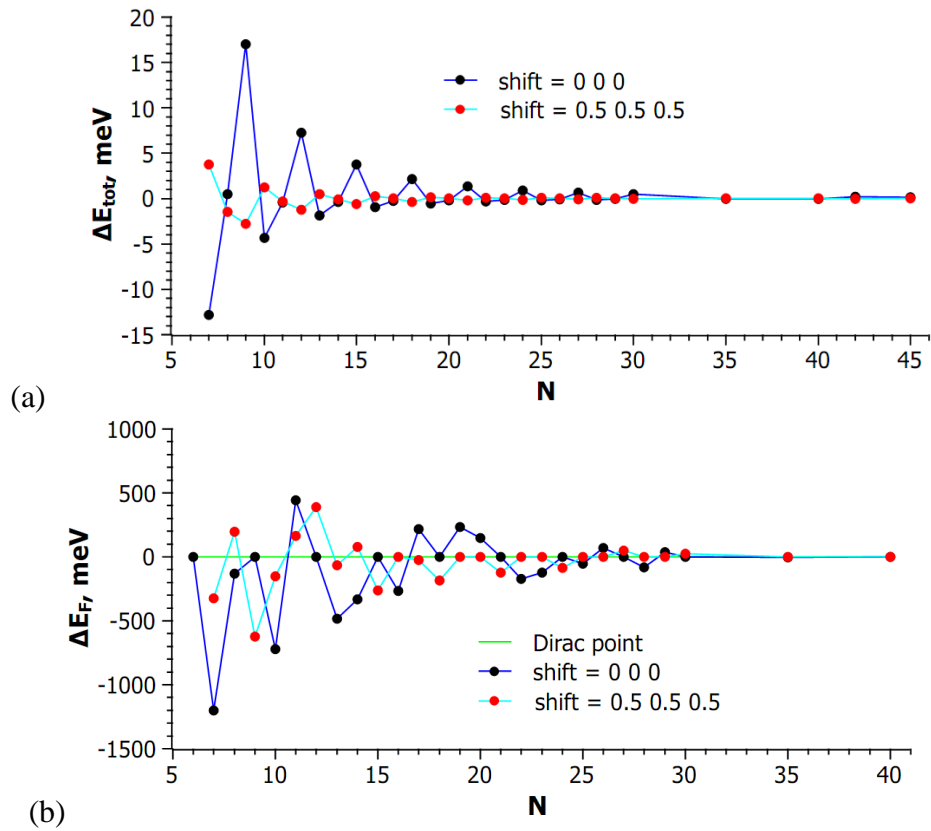 20
15
10
5
0
-5
-10
-15
ΔE_tot, meV
shift = 0 0 0
shift = 0.5 0.5 0.5
5 10 15 20 25 30 35 40 45
N
(a)
1000
500
0
-500
-1000
-1500
ΔE_F, meV
Dirac point
shift = 0 0 0
shift = 0.5 0.5 0.5
5 10 15 20 25 30 35 40
N
(b)